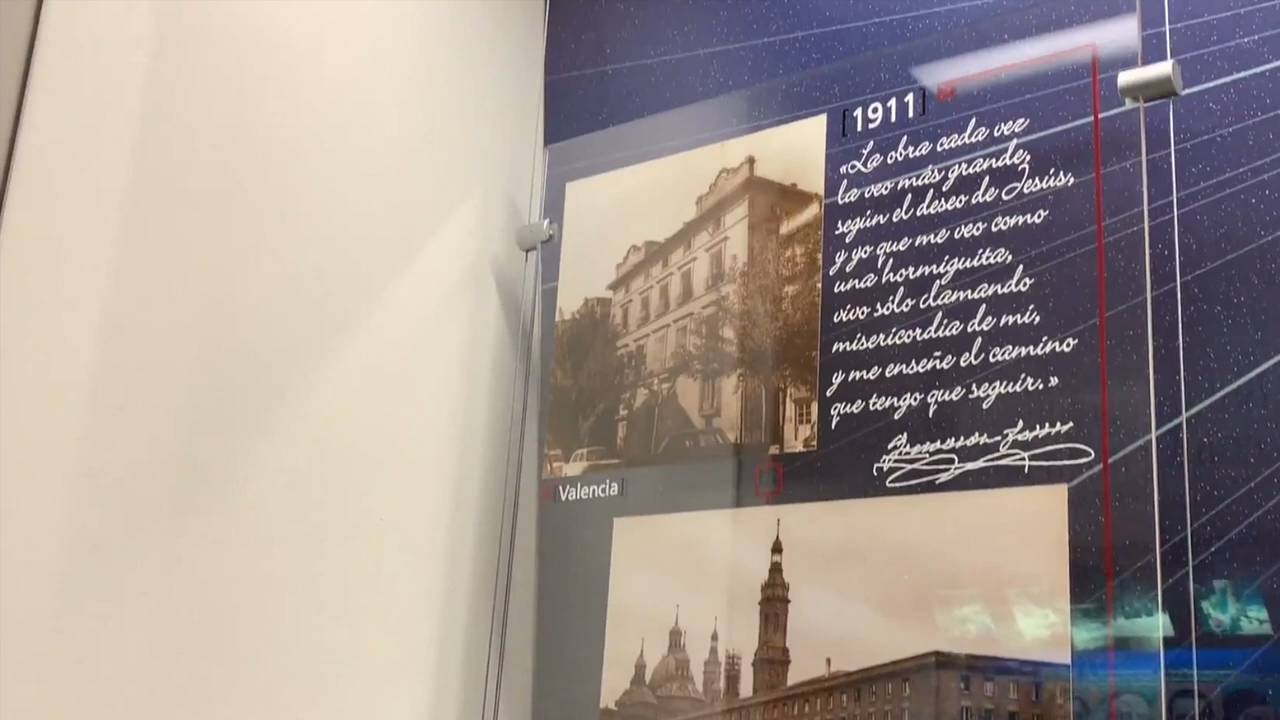 [1911]
«La obra cada vez
la veo más grande,
según el deseo de Jesús,
y yo que me veo como
una hormiguita,
vivo sólo clamando
misericordia de mí,
y me enseñe el camino
que tengo que seguir.»
[Valencia]